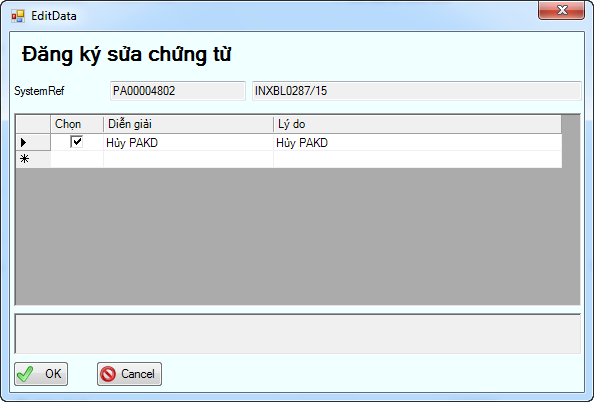 EditData
Đăng ký sửa chứng từ
SystemRef PA00004802 INXBL0287/15
Chọn Diễn giải Lý do
Hủy PAKD Hủy PAKD
OK Cancel